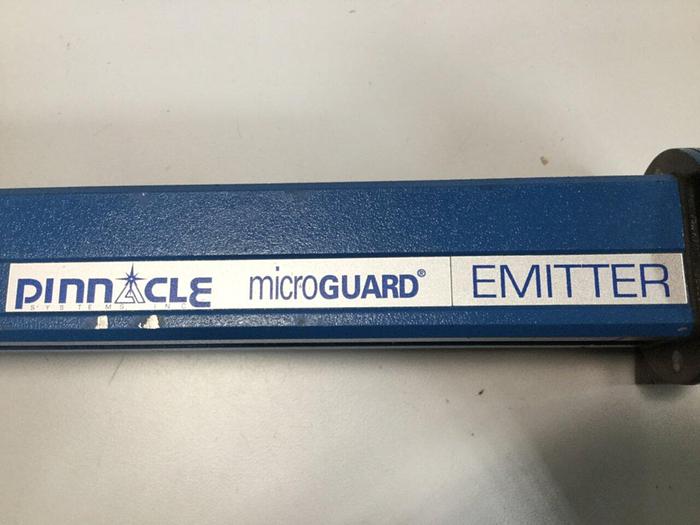 PINNACLE microGUARD® EMITTER
SYSTEMS, INC.